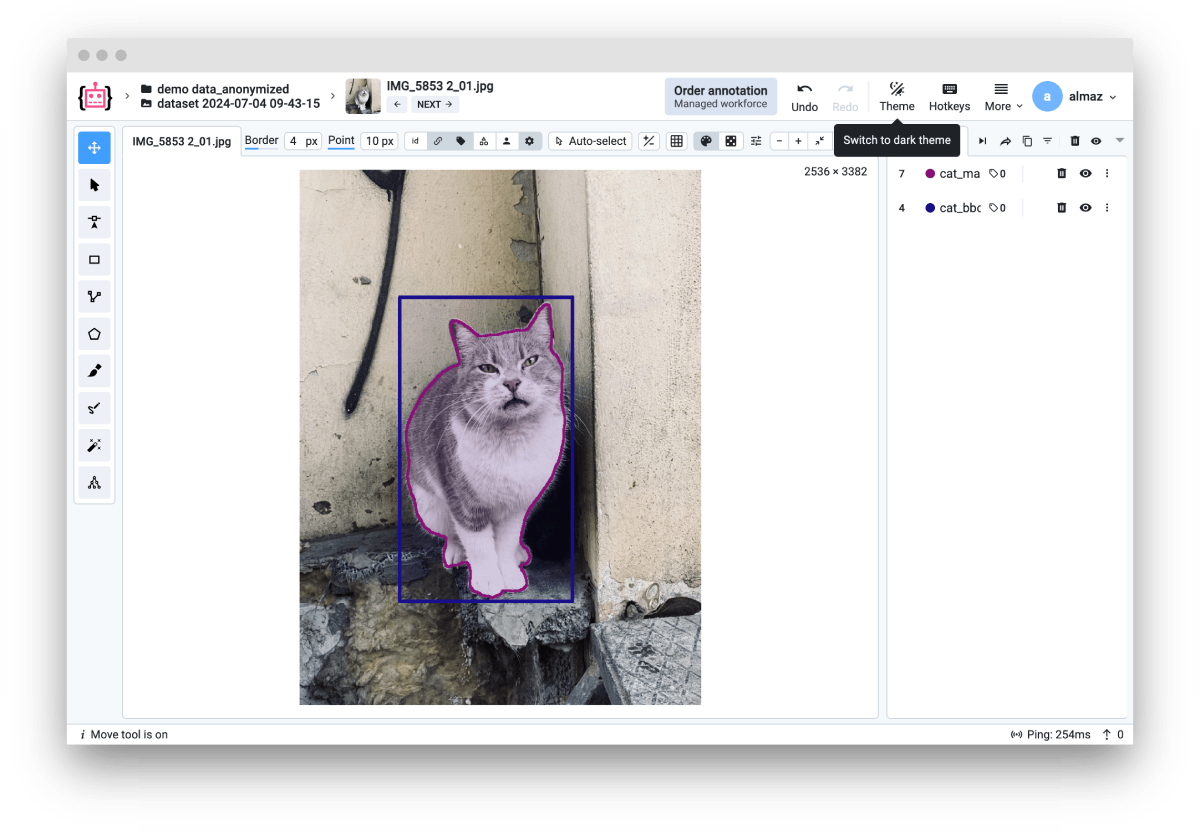 demo data_anonymized
dataset 2024-07-04 09-43-15
IMG_5853 2_01.jpg
NEXT
Order annotation
Managed workforce
Undo
Redo
Theme
Hotkeys
More
a
almaz
IMG_5853 2_01.jpg
Border
4 px
Point
10 px
id
Auto-select
Switch to dark theme
2536 × 3382
7 cat_ma 0
4 cat_bbc 0
i Move tool is on
Ping: 254ms
0